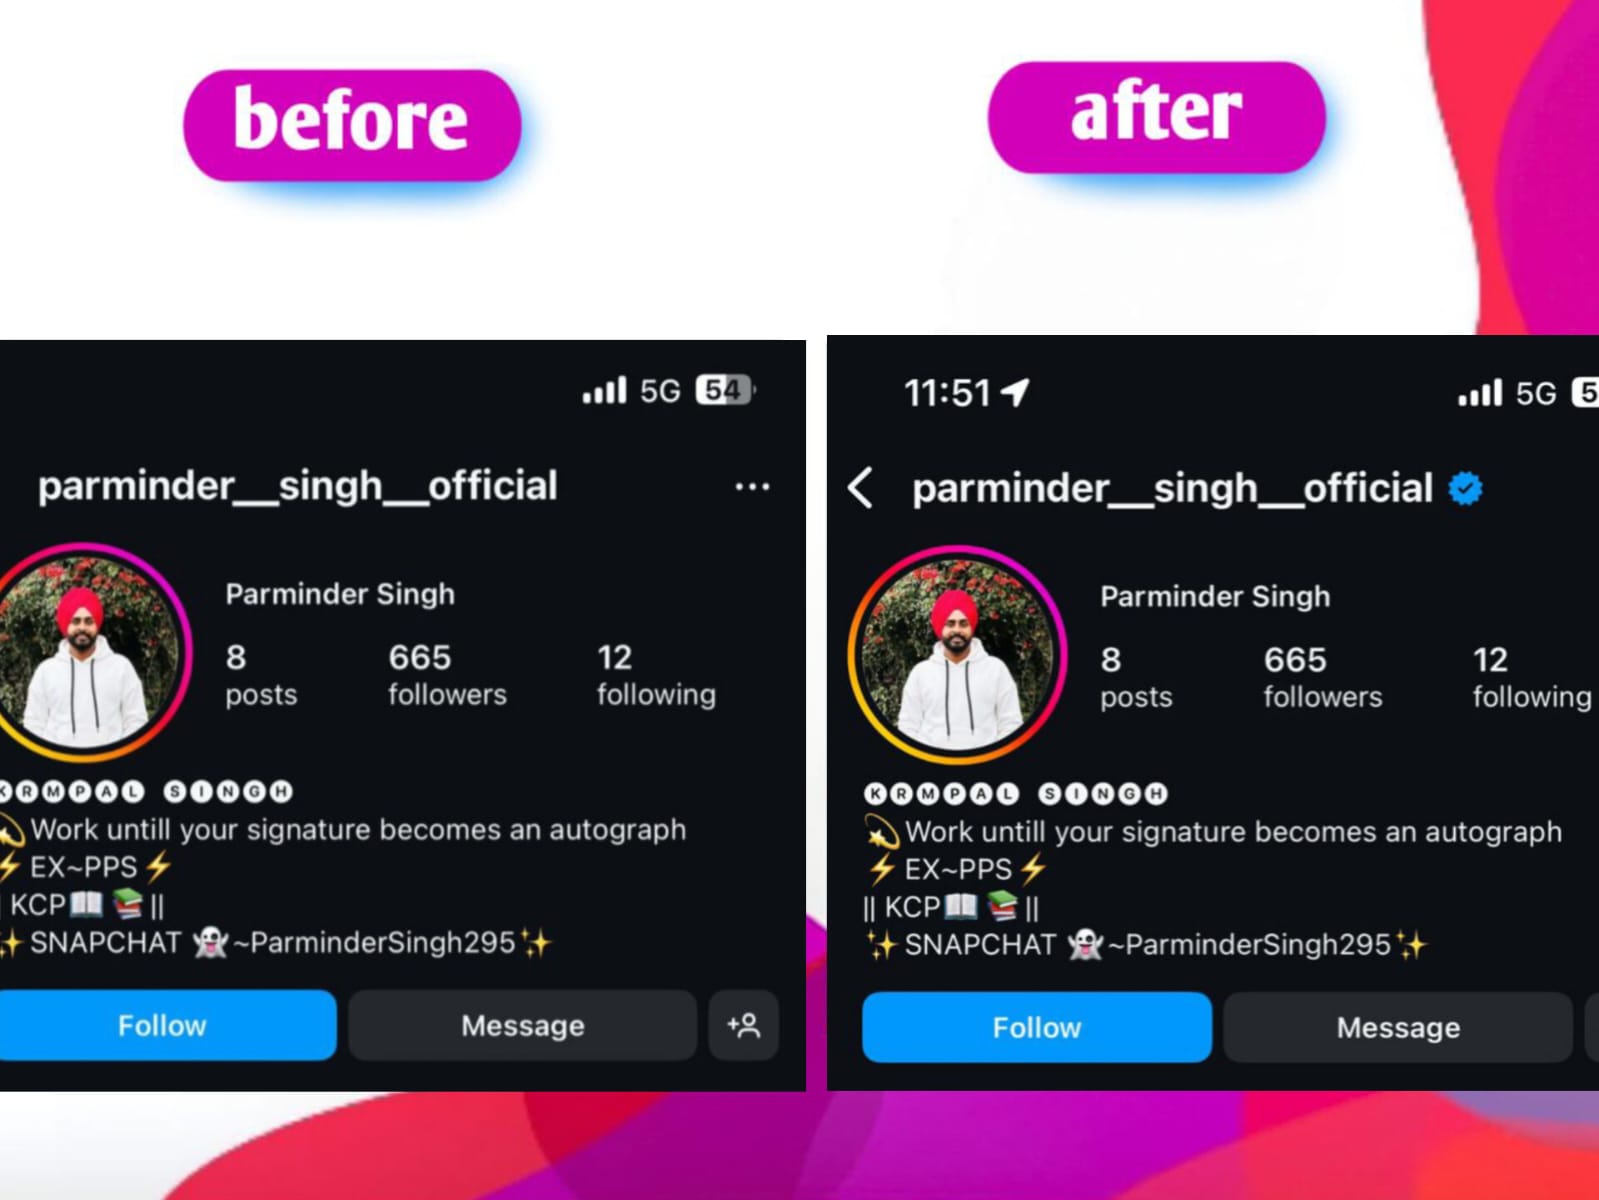 before
after
5G 54
parminder__singh__official
...
Parminder Singh
8 665 12
posts followers following
KRMPAL SINGH
💫Work untill your signature becomes an autograph
⚡EX~PPS⚡
| KCP📖 📚||
✨SNAPCHAT 👻~ParminderSingh295✨
Follow Message
11:51 5G 5
parminder__singh__official
Parminder Singh
8 665 12
posts followers following
🅚🅡🅜🅟🅐🅛 🅢🅘🅝🅖🅗
💫Work untill your signature becomes an autograph
⚡EX~PPS⚡
|| KCP📖 📚||
✨SNAPCHAT 👻~ParminderSingh295✨
Follow Message